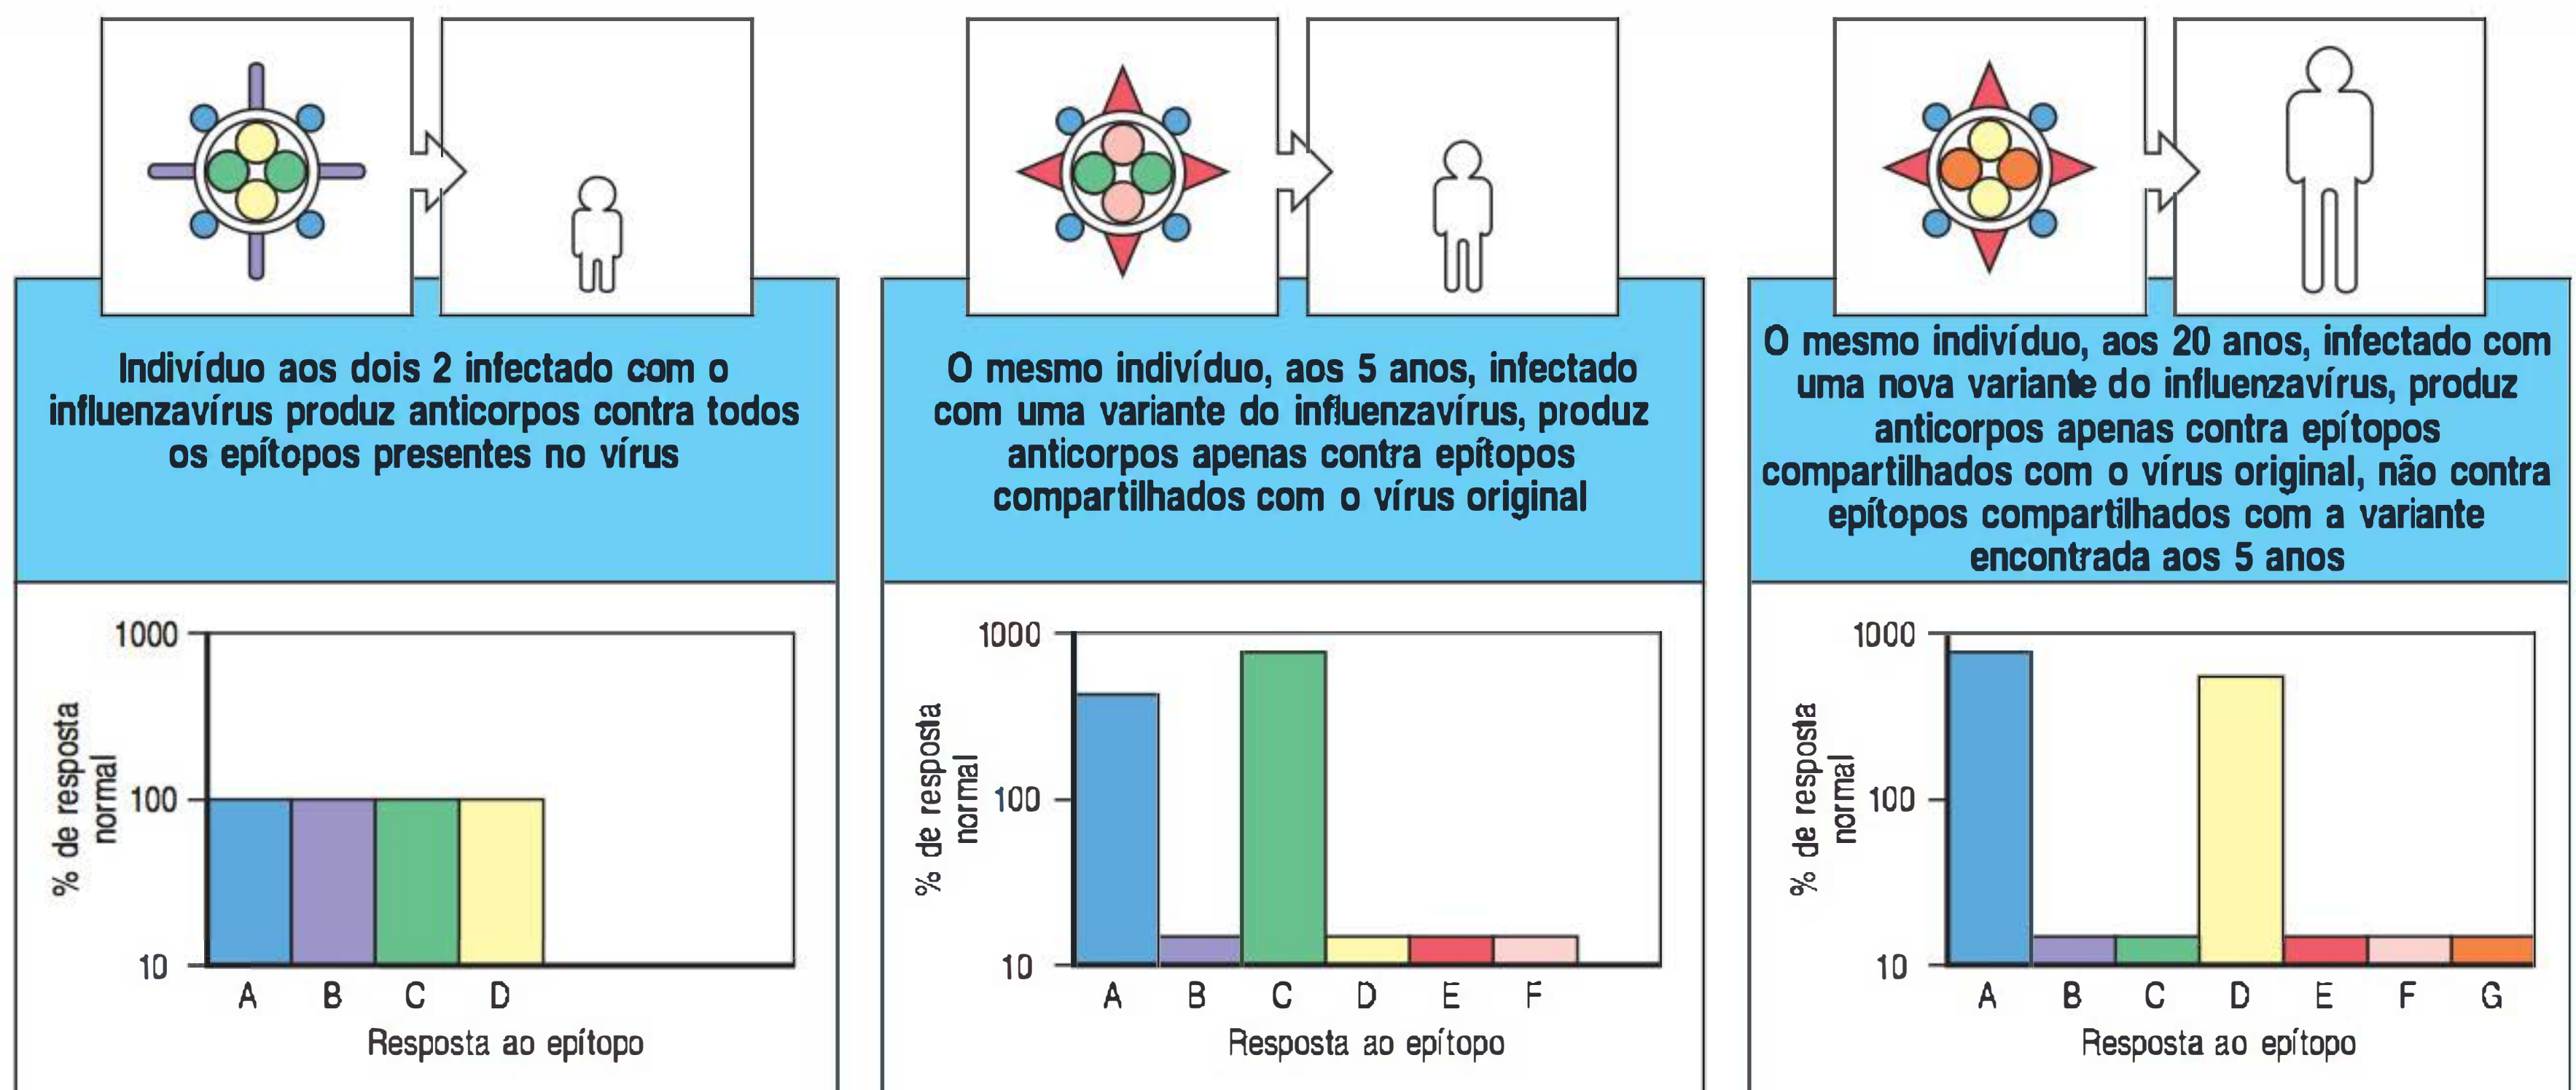 Indivíduo aos dois 2 infectado com o
influenzavírus produz anticorpos contra todos
os epítopos presentes no vírus
1000
100
10
% de resposta
normal
A B C D
Resposta ao epítopo
O mesmo indivíduo, aos 5 anos, infectado
com uma variante do influenzavírus, produz
anticorpos apenas contra epítopos
compartilhados com o vírus original
1000
100
10
% de resposta
normal
A B C D E F
Resposta ao epítopo
O mesmo indivíduo, aos 20 anos, infectado com
uma nova variante do influenzavírus, produz
anticorpos apenas contra epítopos
compartilhados com o vírus original, não contra
epítopos compartilhados com a variante
encontrada aos 5 anos
1000
100
10
% de resposta
normal
A B C D E F G
Resposta ao epítopo